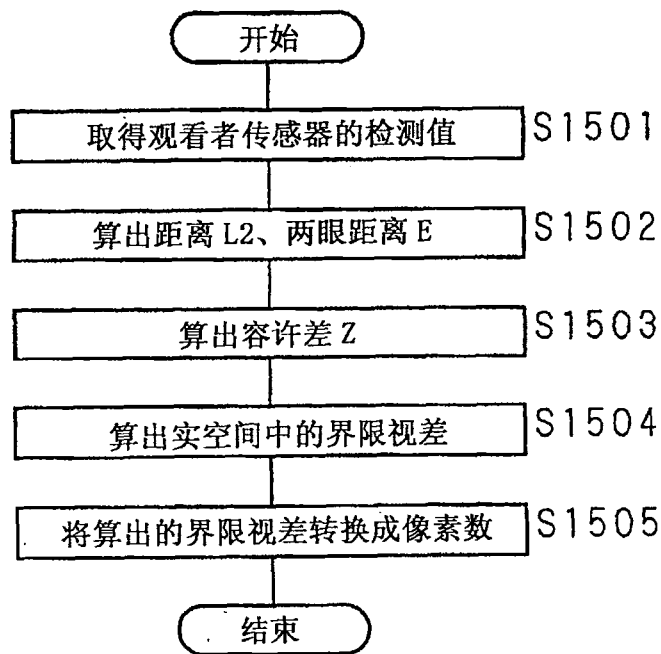 开始
取得观看者传感器的检测值 S1501
算出距离 L2、两眼距离 E S1502
算出容许差 Z S1503
算出实空间中的界限视差 S1504
将算出的界限视差转换成像素数 S1505
结束